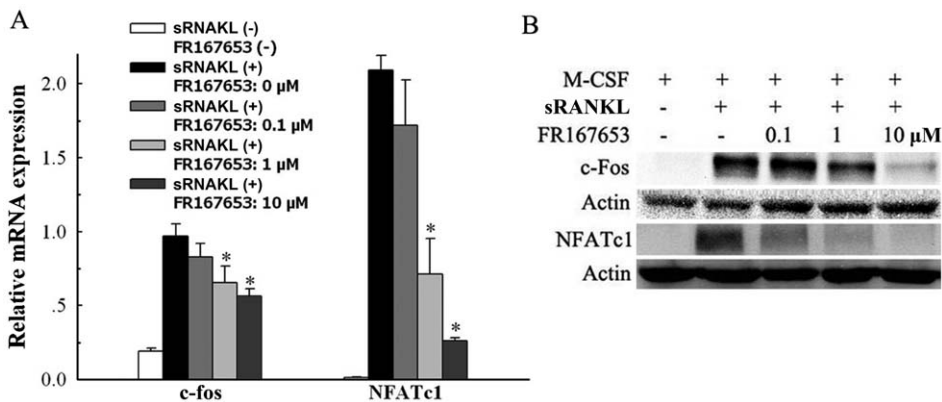 A
sRNAKL (-)
FR167653 (-)
sRNAKL (+)
FR167653: 0 μM
sRNAKL (+)
FR167653: 0.1 μM
sRNAKL (+)
FR167653: 1 μM
sRNAKL (+)
FR167653: 10 μM
Relative mRNA expression
2.0
1.5
1.0
.5
0.0
* *
*
*
c-fos NFATc1
B
M-CSF + + + + +
sRANKL - + + + +
FR167653 - - 0.1 1 10 μM
c-Fos
Actin
NFATc1
Actin